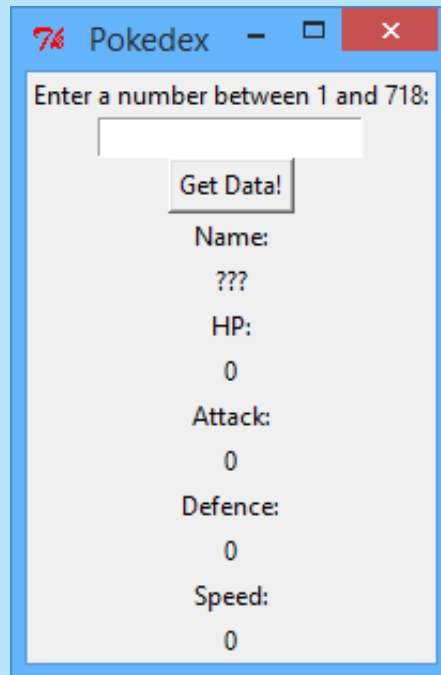 Pokedex
Enter a number between 1 and 718:
Get Data!
Name:
???
HP:
0
Attack:
0
Defence:
0
Speed:
0